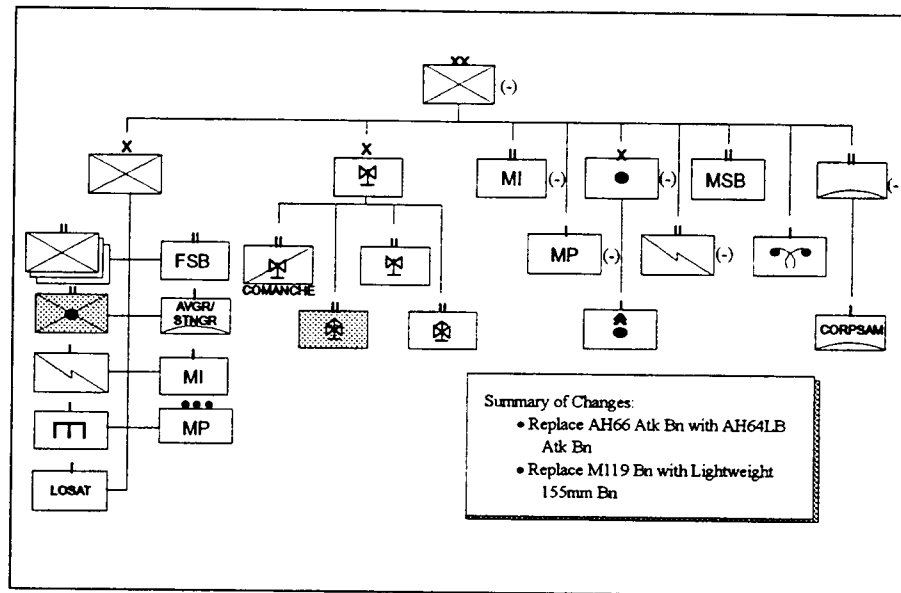 XX
(-)
X
X
II
MI (-)
X
(-)
II
MSB
II
(-)
I
MP (-)
II
(-)
I
II
II
FSB
II
COMANCHE
II
II
II
I
AVGR/
STNGR
II
II
I
I
CORPSAM
I
I
MI
I
MP
I
LOSAT
Summary of Changes:
• Replace AH66 Atk Bn with AH64LB
Atk Bn
• Replace M119 Bn with Lightweight
155mm Bn